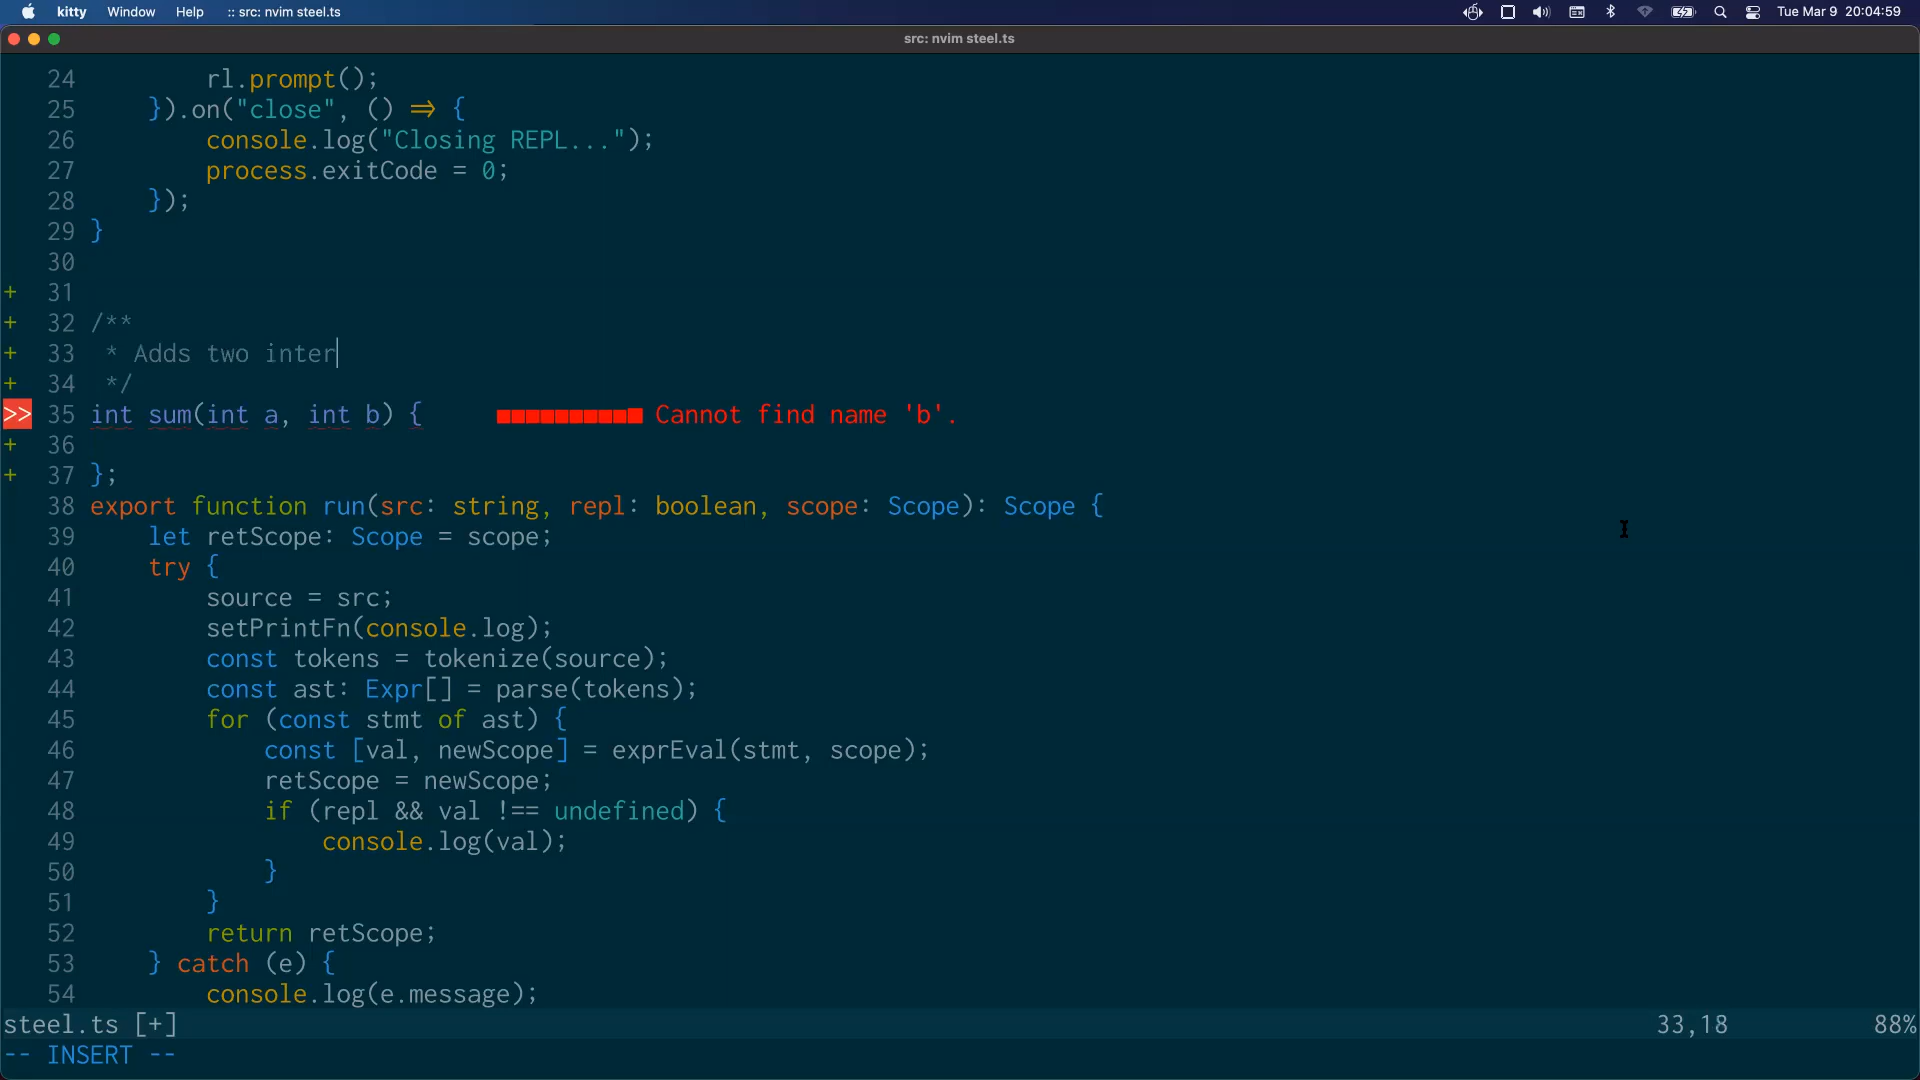 kitty Window Help :: src: nvim steel.ts Tue Mar 9 20:04:59
src: nvim steel.ts
24 rl.prompt();
25 }).on("close", () ⇒ {
26 console.log("Closing REPL...");
27 process.exitCode = 0;
28 });
29 }
30
+ 31
+ 32 /**
+ 33 * Adds two inter
+ 34 */
>> 35 int sum(int a, int b) { ■■■■■■■■■■ Cannot find name 'b'.
+ 36
+ 37 };
38 export function run(src: string, repl: boolean, scope: Scope): Scope {
39 let retScope: Scope = scope;
40 try {
41 source = src;
42 setPrintFn(console.log);
43 const tokens = tokenize(source);
44 const ast: Expr[] = parse(tokens);
45 for (const stmt of ast) {
46 const [val, newScope] = exprEval(stmt, scope);
47 retScope = newScope;
48 if (repl && val !== undefined) {
49 console.log(val);
50 }
51 }
52 return retScope;
53 } catch (e) {
54 console.log(e.message);
steel.ts [+] 33,18 88%
-- INSERT --